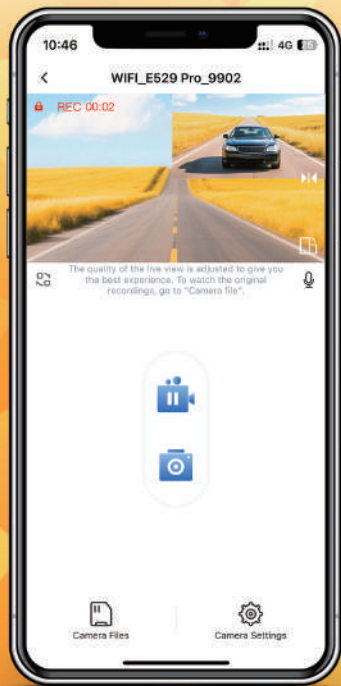 10:46
4G 25
WIFI_E529 Pro_9902
REC 00:02
The quality of the live view is adjusted to give you
the best experience. To watch the original
recordings, go to "Camera file".
Camera Files
Camera Settings